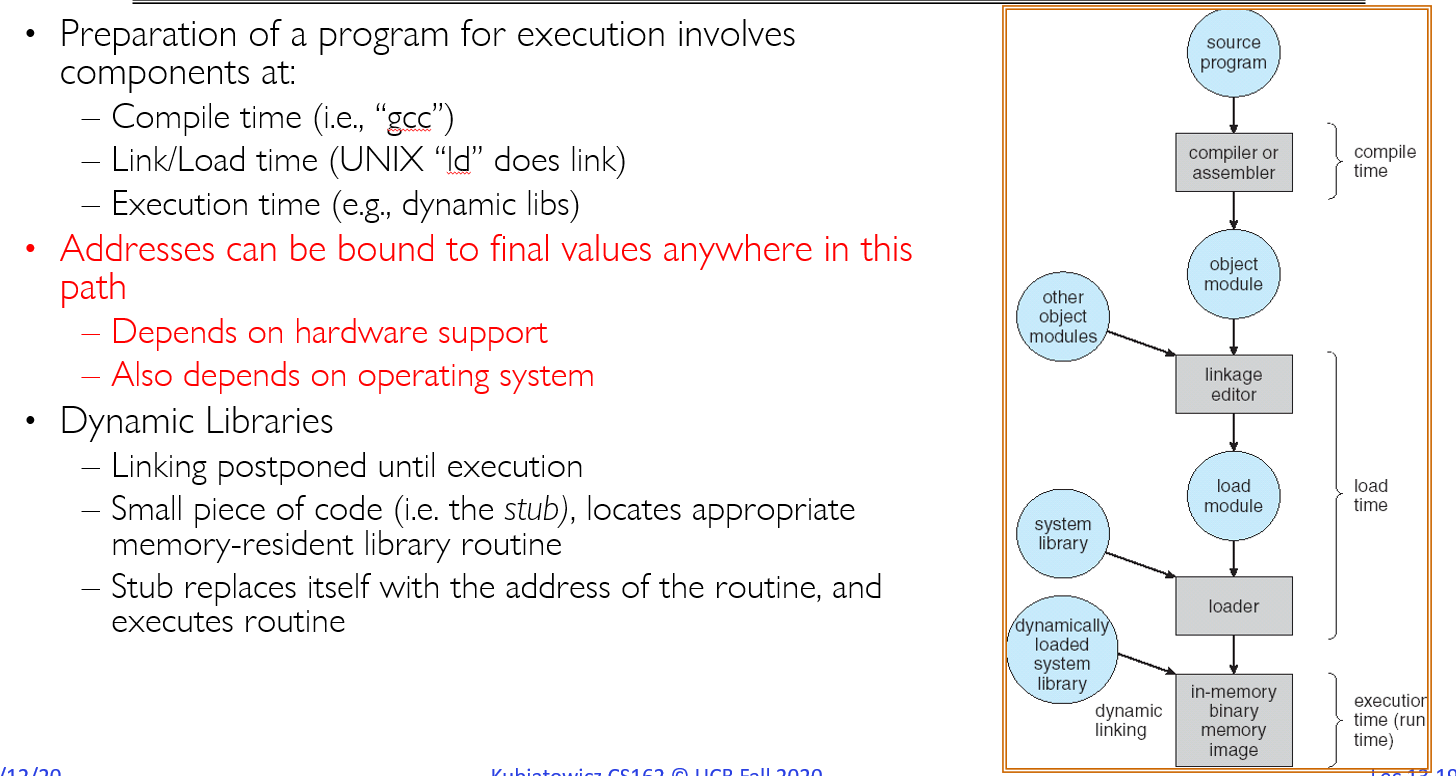 • Preparation of a program for execution involves
components at:
– Compile time (i.e., “gcc”)
– Link/Load time (UNIX “ld” does link)
– Execution time (e.g., dynamic libs)
• Addresses can be bound to final values anywhere in this
path
– Depends on hardware support
– Also depends on operating system
• Dynamic Libraries
– Linking postponed until execution
– Small piece of code (i.e. the stub), locates appropriate
memory-resident library routine
– Stub replaces itself with the address of the routine, and
executes routine
source
program
compiler or
assembler
compile
time
object
module
other
object
modules
linkage
editor
load
module
load
time
system
library
loader
dynamically
loaded
system
library
dynamic
linking
in-memory
binary
memory
image
execution
time (run
time)
/12/20
Kubiatowicz CS162 © UCB Fall 2020
Lec 13.19